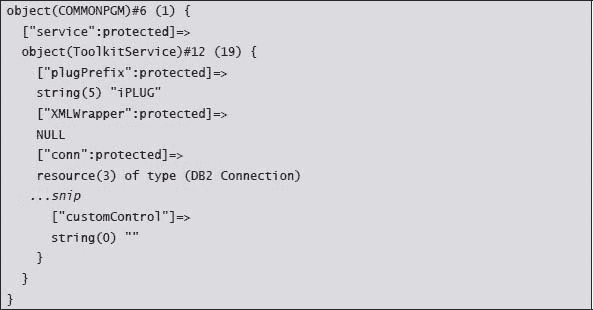 object(COMMONPGM)#6 (1) {
  ["service":protected]=>
  object(ToolkitService)#12 (19) {
    ["plugPrefix":protected]=>
    string(5) "iPLUG"
    ["XMLWrapper":protected]=>
    NULL
    ["conn":protected]=>
    resource(3) of type (DB2 Connection)
   ...snip
      ["customControl"]=>
      string(0) ""
    }
  }
}